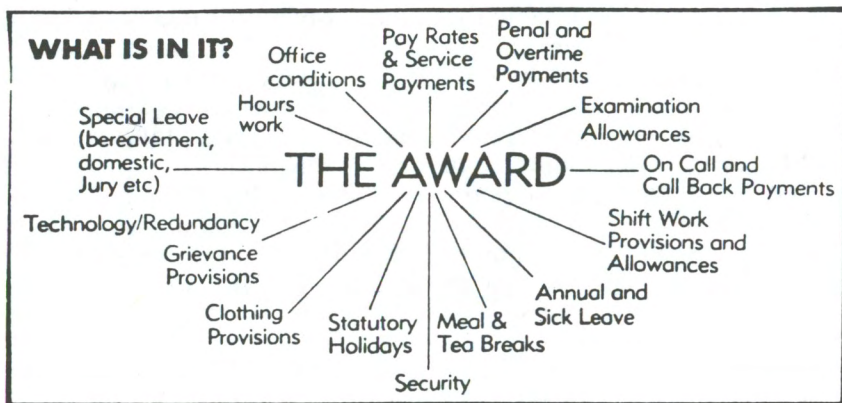 WHAT IS IN IT?
Office
conditions
Pay Rates
& Service
Payments
Penal and
Overtime
Payments
Hours
work
Examination
Allowances
Special Leave
(bereavement,
domestic,
Jury etc)
THE AWARD
On Call and
Call Back Payments
Technology/Redundancy
Shift Work
Provisions and
Allowances
Grievance
Provisions
Annual and
Sick Leave
Clothing
Provisions
Statutory
Holidays
Meal &
Tea Breaks
Security